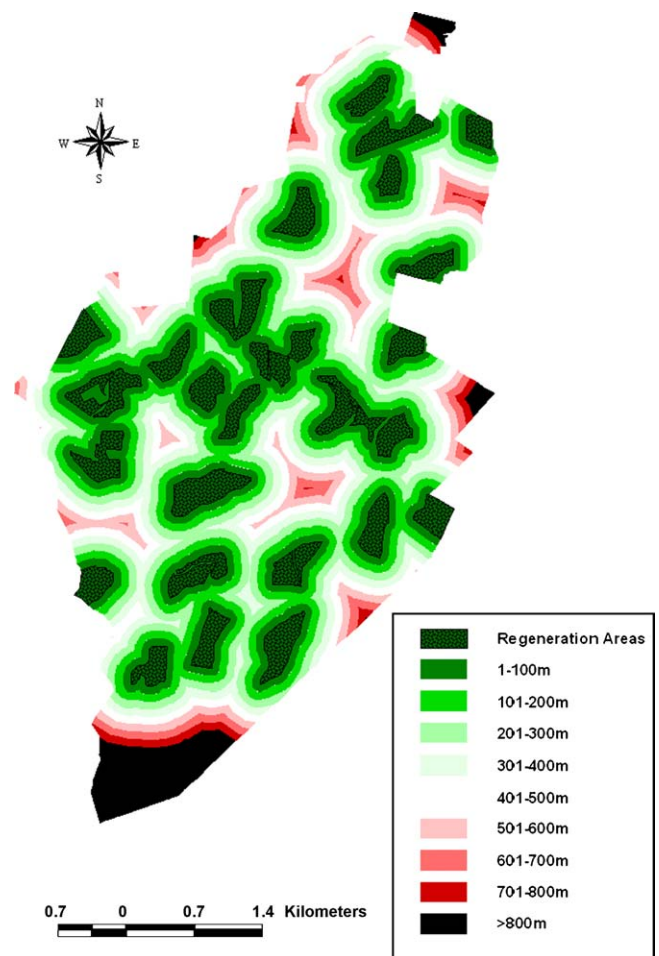 N
W E
S
Regeneration Areas
1-100m
101-200m
201-300m
301-400m
401-500m
501-600m
601-700m
701-800m
>800m
0.7 0 0.7 1.4 Kilometers